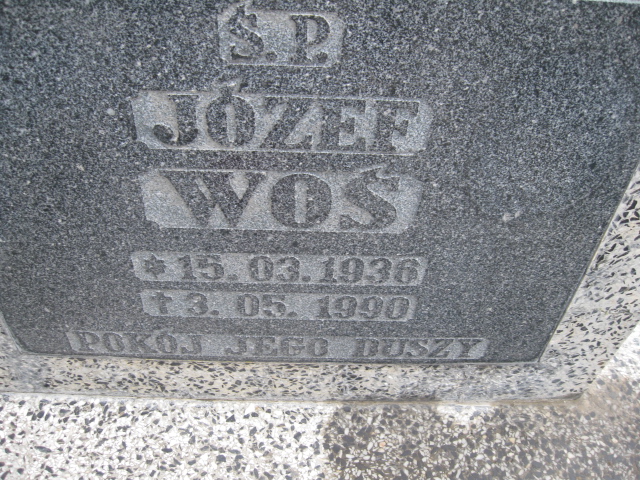 Ś.P.
JÓZEF
WOŚ
* 15.03.1936
† 3.05.1990
POKÓJ JEGO DUSZY